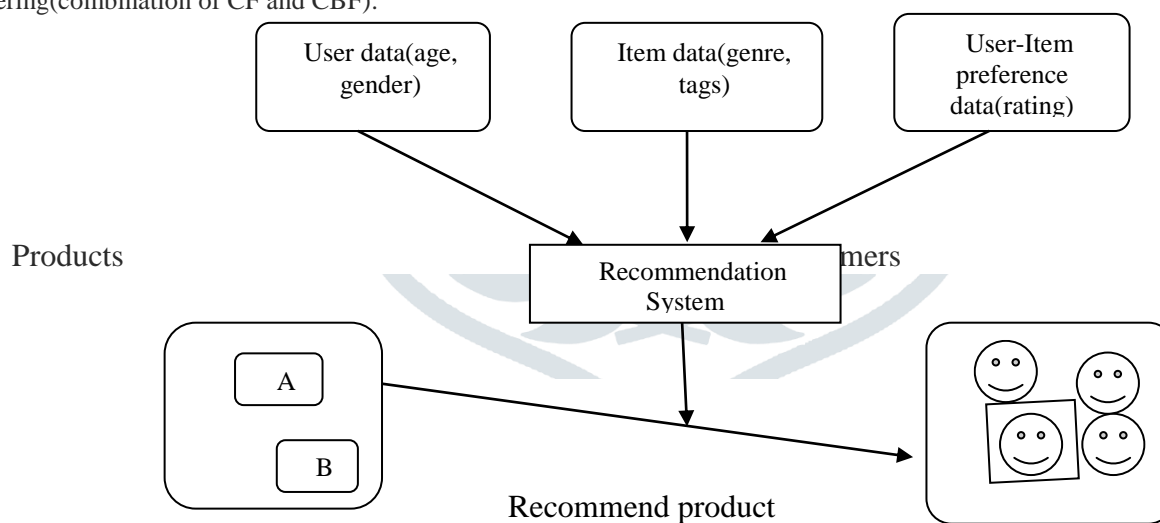 ering(combination of CF and CBF).
User data(age,
gender)
Item data(genre,
tags)
User-Item
preference
data(rating)
Products
mers
Recommendation
System
A
B
Recommend product